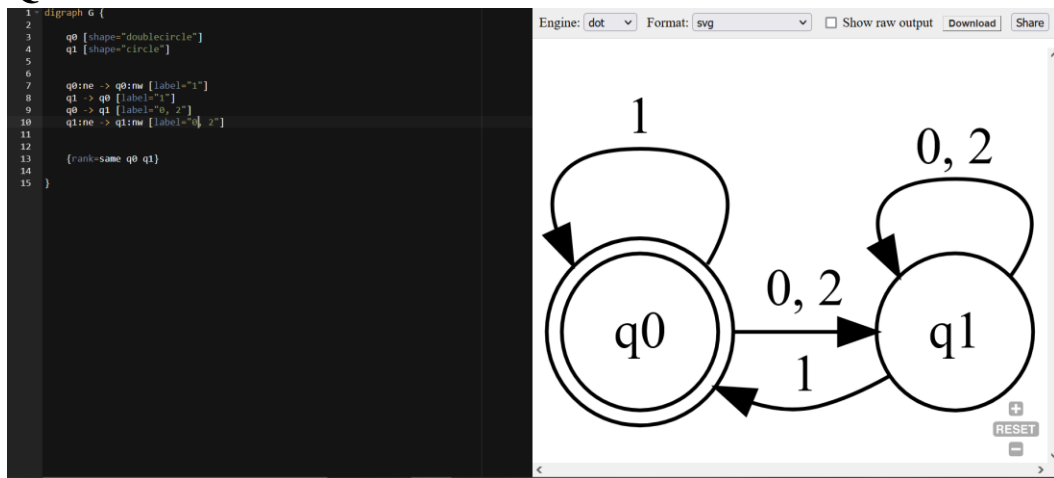 1 digraph G {
2
3 q0 [shape="doublecircle"]
4 q1 [shape="circle"]
5
6
7 q0:ne -> q0:nw [label="1"]
8 q1 -> q0 [label="1"]
9 q0 -> q1 [label="0, 2"]
10 q1:ne -> q1:nw [label="0, 2"]
11
12
13 {rank=same q0 q1}
14
15 }
Engine: dot Format: svg Show raw output Download Share
1
0, 2
0, 2
q0
q1
1
RESET